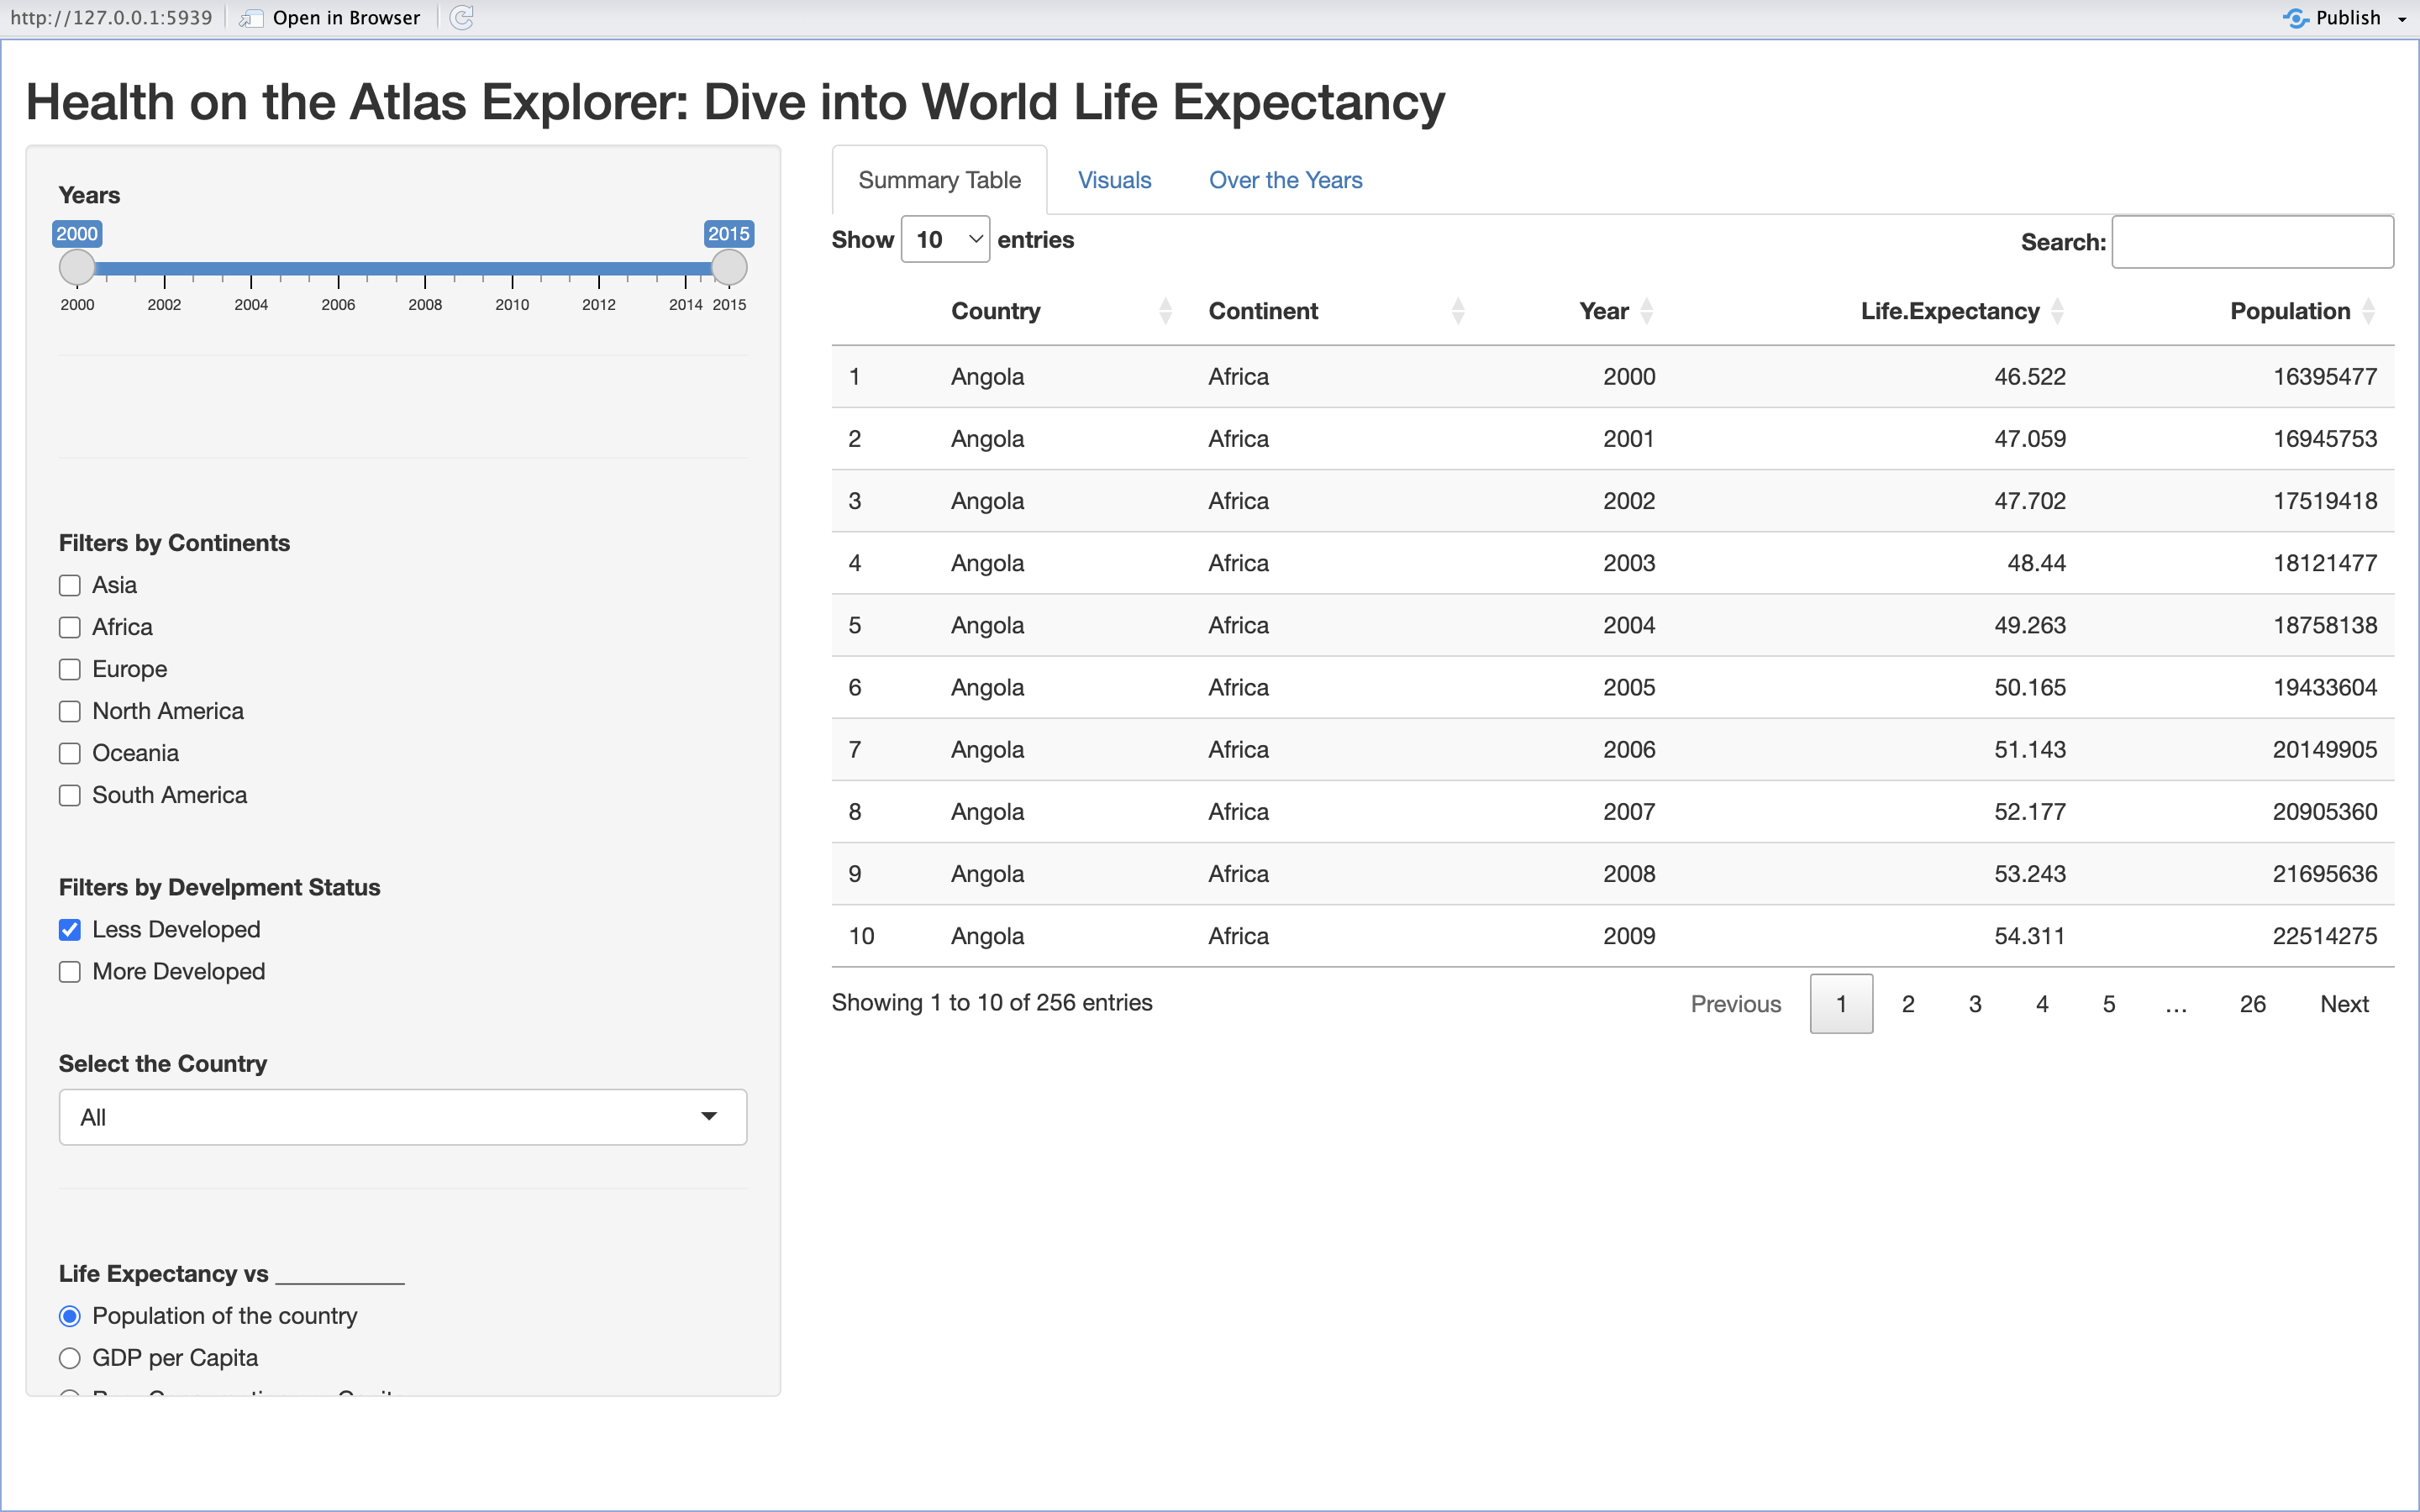 http://127.0.0.1:5939 Open in Browser Publish
Health on the Atlas Explorer: Dive into World Life Expectancy
Years
2000 2015
2000 2002 2004 2006 2008 2010 2012 2014 2015
Filters by Continents
Asia
Africa
Europe
North America
Oceania
South America
Filters by Develpment Status
Less Developed
More Developed
Select the Country
All
Life Expectancy vs __________
Population of the country
GDP per Capita
Summary Table Visuals Over the Years
Show 10 entries Search:
Country Continent Year Life.Expectancy Population
1 Angola Africa 2000 46.522 16395477
2 Angola Africa 2001 47.059 16945753
3 Angola Africa 2002 47.702 17519418
4 Angola Africa 2003 48.44 18121477
5 Angola Africa 2004 49.263 18758138
6 Angola Africa 2005 50.165 19433604
7 Angola Africa 2006 51.143 20149905
8 Angola Africa 2007 52.177 20905360
9 Angola Africa 2008 53.243 21695636
10 Angola Africa 2009 54.311 22514275
Showing 1 to 10 of 256 entries Previous 1 2 3 4 5 … 26 Next